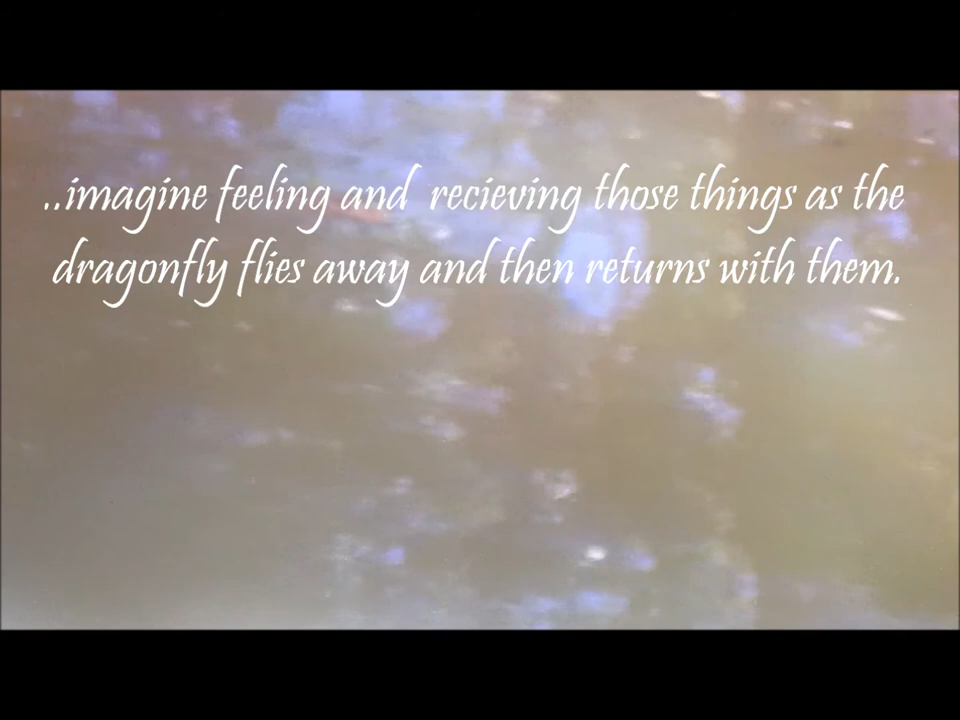 ..imagine feeling and recieving those things as the
dragonfly flies away and then returns with them.